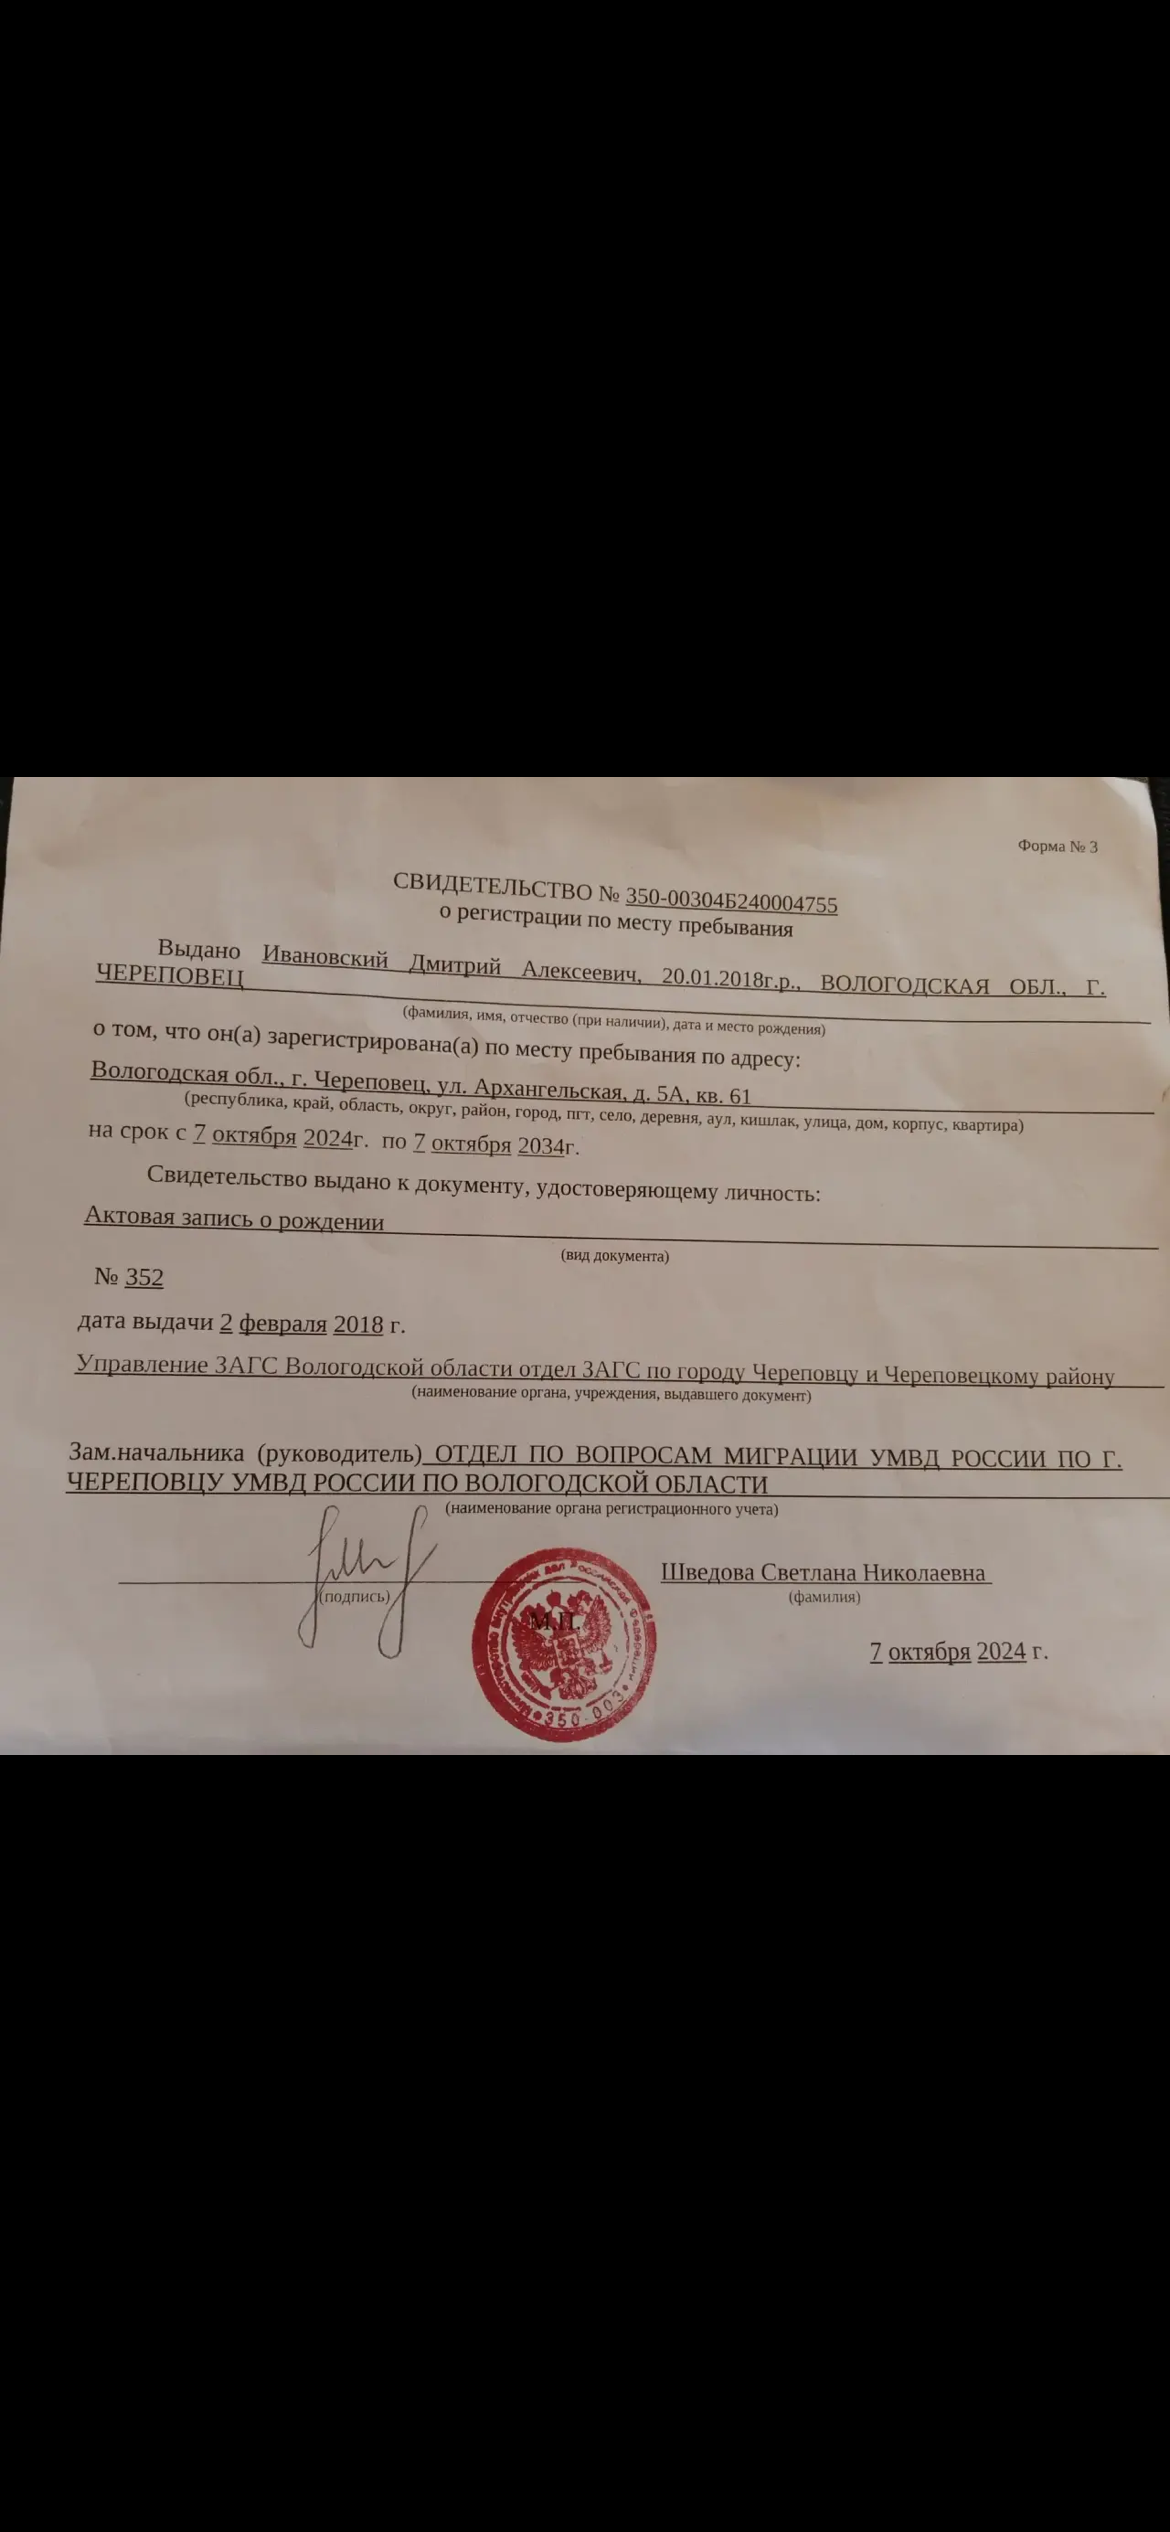 Форма № 3
СВИДЕТЕЛЬСТВО № 350-00304Б240004755
о регистрации по месту пребывания
Выдано Ивановский Дмитрий Алексеевич, 20.01.2018г.р., ВОЛОГОДСКАЯ ОБЛ., Г.
ЧЕРЕПОВЕЦ
(фамилия, имя, отчество (при наличии), дата и место рождения)
о том, что он(а) зарегистрирована(а) по месту пребывания по адресу:
Вологодская обл., г. Череповец, ул. Архангельская, д. 5А, кв. 61
(республика, край, область, округ, район, город, пгт, село, деревня, аул, кишлак, улица, дом, корпус, квартира)
на срок с 7 октября 2024г. по 7 октября 2034г.
Свидетельство выдано к документу, удостоверяющему личность:
Актовая запись о рождении
(вид документа)
№ 352
дата выдачи 2 февраля 2018 г.
Управление ЗАГС Вологодской области отдел ЗАГС по городу Череповцу и Череповецкому району
(наименование органа, учреждения, выдавшего документ)
Зам.начальника (руководитель) ОТДЕЛ ПО ВОПРОСАМ МИГРАЦИИ УМВД РОССИИ ПО Г.
ЧЕРЕПОВЦУ УМВД РОССИИ ПО ВОЛОГОДСКОЙ ОБЛАСТИ
(наименование органа регистрационного учета)
Шведова Светлана Николаевна
(подпись)
(фамилия)
М.П.
7 октября 2024 г.
350-003